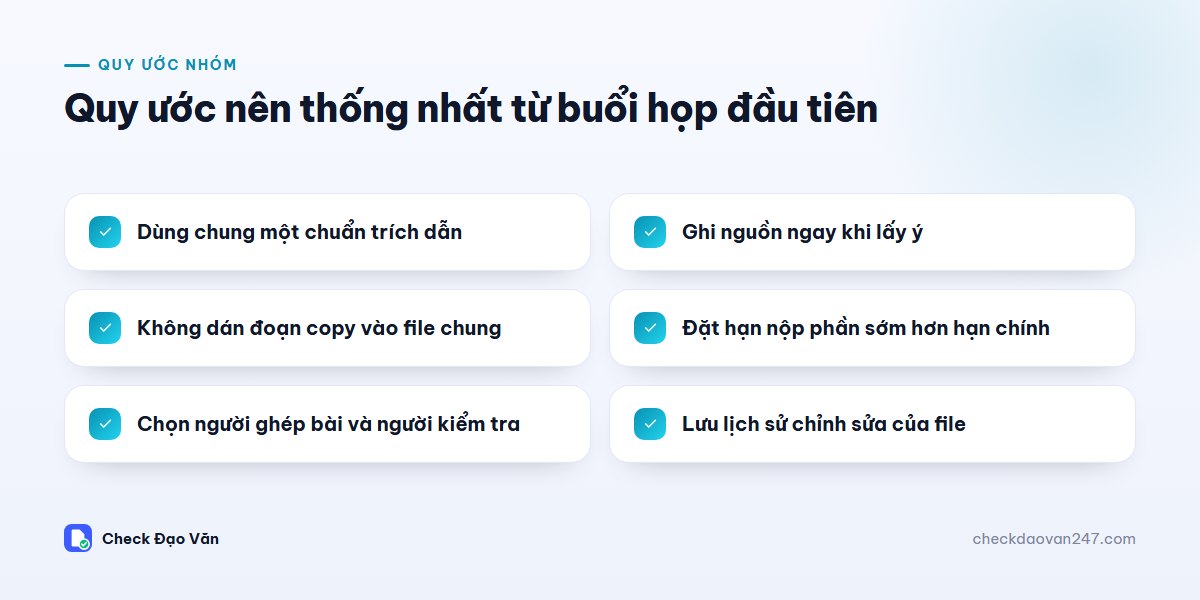 QUY ƯỚC NHÓM
Quy ước nên thống nhất từ buổi họp đầu tiên
Dùng chung một chuẩn trích dẫn
Ghi nguồn ngay khi lấy ý
Không dán đoạn copy vào file chung
Đặt hạn nộp phần sớm hơn hạn chính
Chọn người ghép bài và người kiểm tra
Lưu lịch sử chỉnh sửa của file
Check Đạo Văn
checkdaovan247.com